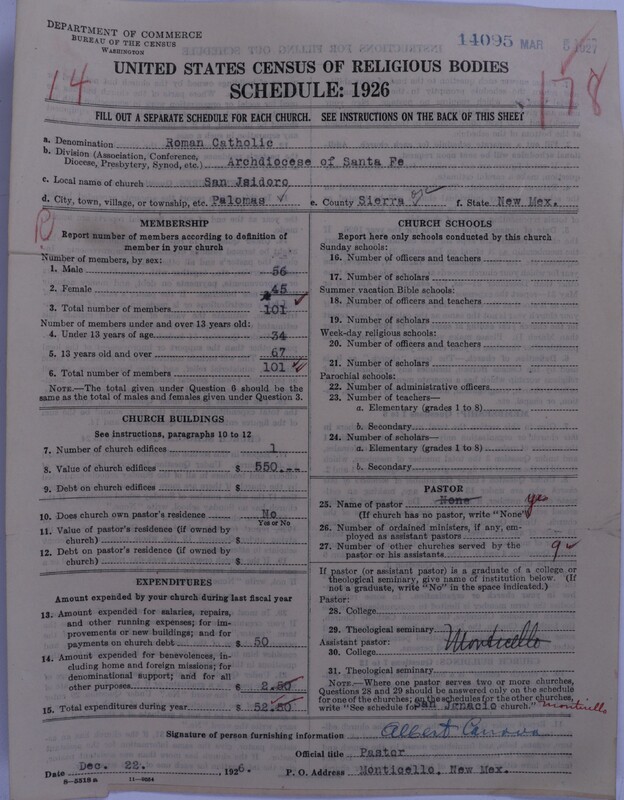 DEPARTMENT OF COMMERCE
BUREAU OF THE CENSUS
WASHINGTON
14095 MAR 6 1927
UNITED STATES CENSUS OF RELIGIOUS BODIES
14
SCHEDULE: 1926
178
FILL OUT A SEPARATE SCHEDULE FOR EACH CHURCH. SEE INSTRUCTIONS ON THE BACK OF THIS SHEET
a. Denomination Roman Catholic
b. Division (Association, Conference,
Diocese, Presbytery, Synod, etc.) Archdiocese of Santa Fe
c. Local name of church San Jsidoro
d. City, town, village, or township, etc. Palomas e. County Sierra f. State New Mex.
MEMBERSHIP
Report number of members according to definition of
member in your church
Number of members, by sex:
1. Male 56
2. Female 45
3. Total number of members 101
Number of members under and over 13 years old:
4. Under 13 years of age 34
5. 13 years old and over 67
6. Total number of members 101
NOTE.—The total given under Question 6 should be
same as the total of males and females given under Question 3.
CHURCH BUILDINGS
See instructions, paragraphs 10 to 12
7. Number of church edifices 1
8. Value of church edifices $ 550.--
9. Debt on church edifices $
10. Does church own pastor's residence No
Yes or No
11. Value of pastor's residence (if owned by
church) $
12. Debt on pastor's residence (if owned by
church) $
EXPENDITURES
Amount expended by your church during last fiscal year
13. Amount expended for salaries, repairs,
and other running expenses; for im-
provements or new buildings; and for
payments on church debt $ 50
14. Amount expended for benevolences, in-
cluding home and foreign missions; for
denominational support; and for all
other purposes $ 2.50
15. Total expenditures during year $ 52.50
CHURCH SCHOOLS
Report here only schools conducted by this church
Sunday schools:
16. Number of officers and teachers
17. Number of scholars
Summer vacation Bible schools:
18. Number of officers and teachers
19. Number of scholars
Week-day religious schools:
20. Number of officers and teachers
21. Number of scholars
Parochial schools:
22. Number of administrative officers
23. Number of teachers—
a. Elementary (grades 1 to 8)
b. Secondary
24. Number of scholars—
a. Elementary (grades 1 to 8)
b. Secondary
PASTOR
25. Name of pastor None yes
(If church has no pastor, write "None")
26. Number of ordained ministers, if any, em-
ployed as assistant pastors
27. Number of other churches served by the
pastor or his assistants 9
If pastor (or assistant pastor) is a graduate of a college or
theological seminary, give name of institution below. (If
not a graduate, write "No" in the space indicated.)
Pastor:
28. College
29. Theological seminary
Assistant pastor: Monticello
30. College
31. Theological seminary
NOTE.—Where one pastor serves two or more churches,
Questions 28 and 29 should be answered only on the schedule
for one of the churches; on the schedules for the other churches,
write "See schedule for San Jgnacio church." Monticello
Signature of person furnishing information Albert Canova
Official title Pastor
Date Dec. 22. , 1926. P. O. Address Monticello, New Mex.
8—5518 a 11—9664